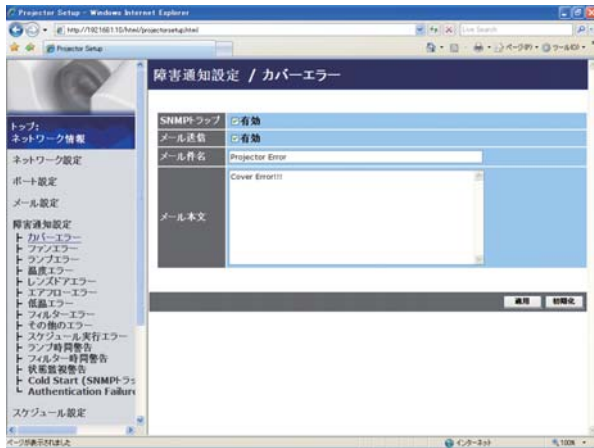 Projector Setup - Windows Internet Explorer
http://192.168.1.10/html/projectorsetup.html
Live Search
Projector Setup
ページ(P)
ツール(O)
障害通知設定 / カバーエラー
トップ:
ネットワーク情報
ネットワーク設定
ポート設定
メール設定
障害通知設定
カバーエラー
ファンエラー
ランプエラー
温度エラー
レンズドアエラー
エアフローエラー
低温エラー
フィルターエラー
その他のエラー
スケジュール実行エラー
ランプ時間警告
フィルター時間警告
状態監視警告
Cold Start (SNMPトラッ
Authentication Failure
スケジュール設定
SNMPトラップ 有効
メール送信 有効
メール件名 Projector Error
メール本文 Cover Error!!!
適用 初期化
ページが表示されました
インターネット
100%